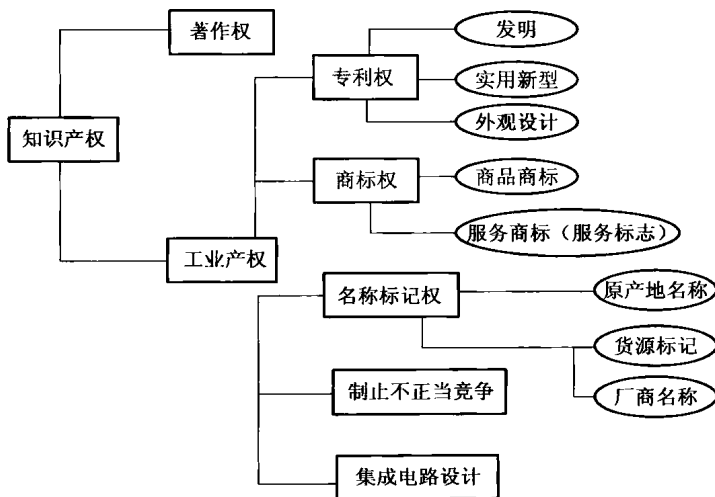 著作权
发明
专利权
实用新型
外观设计
知识产权
商标权
商品商标
服务商标（服务标志）
工业产权
名称标记权
原产地名称
货源标记
制止不正当竞争
厂商名称
集成电路设计